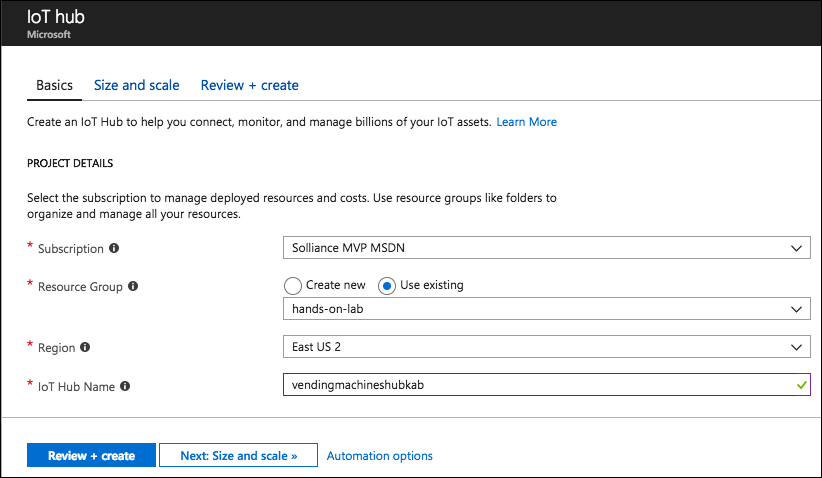 IoT hub
Microsoft
Basics Size and scale Review + create
Create an IoT Hub to help you connect, monitor, and manage billions of your IoT assets. Learn More
PROJECT DETAILS
Select the subscription to manage deployed resources and costs. Use resource groups like folders to
organize and manage all your resources.
* Subscription Solliance MVP MSDN
* Resource Group Create new Use existing
hands-on-lab
* Region East US 2
* IoT Hub Name vendingmachineshubkab
Review + create Next: Size and scale » Automation options